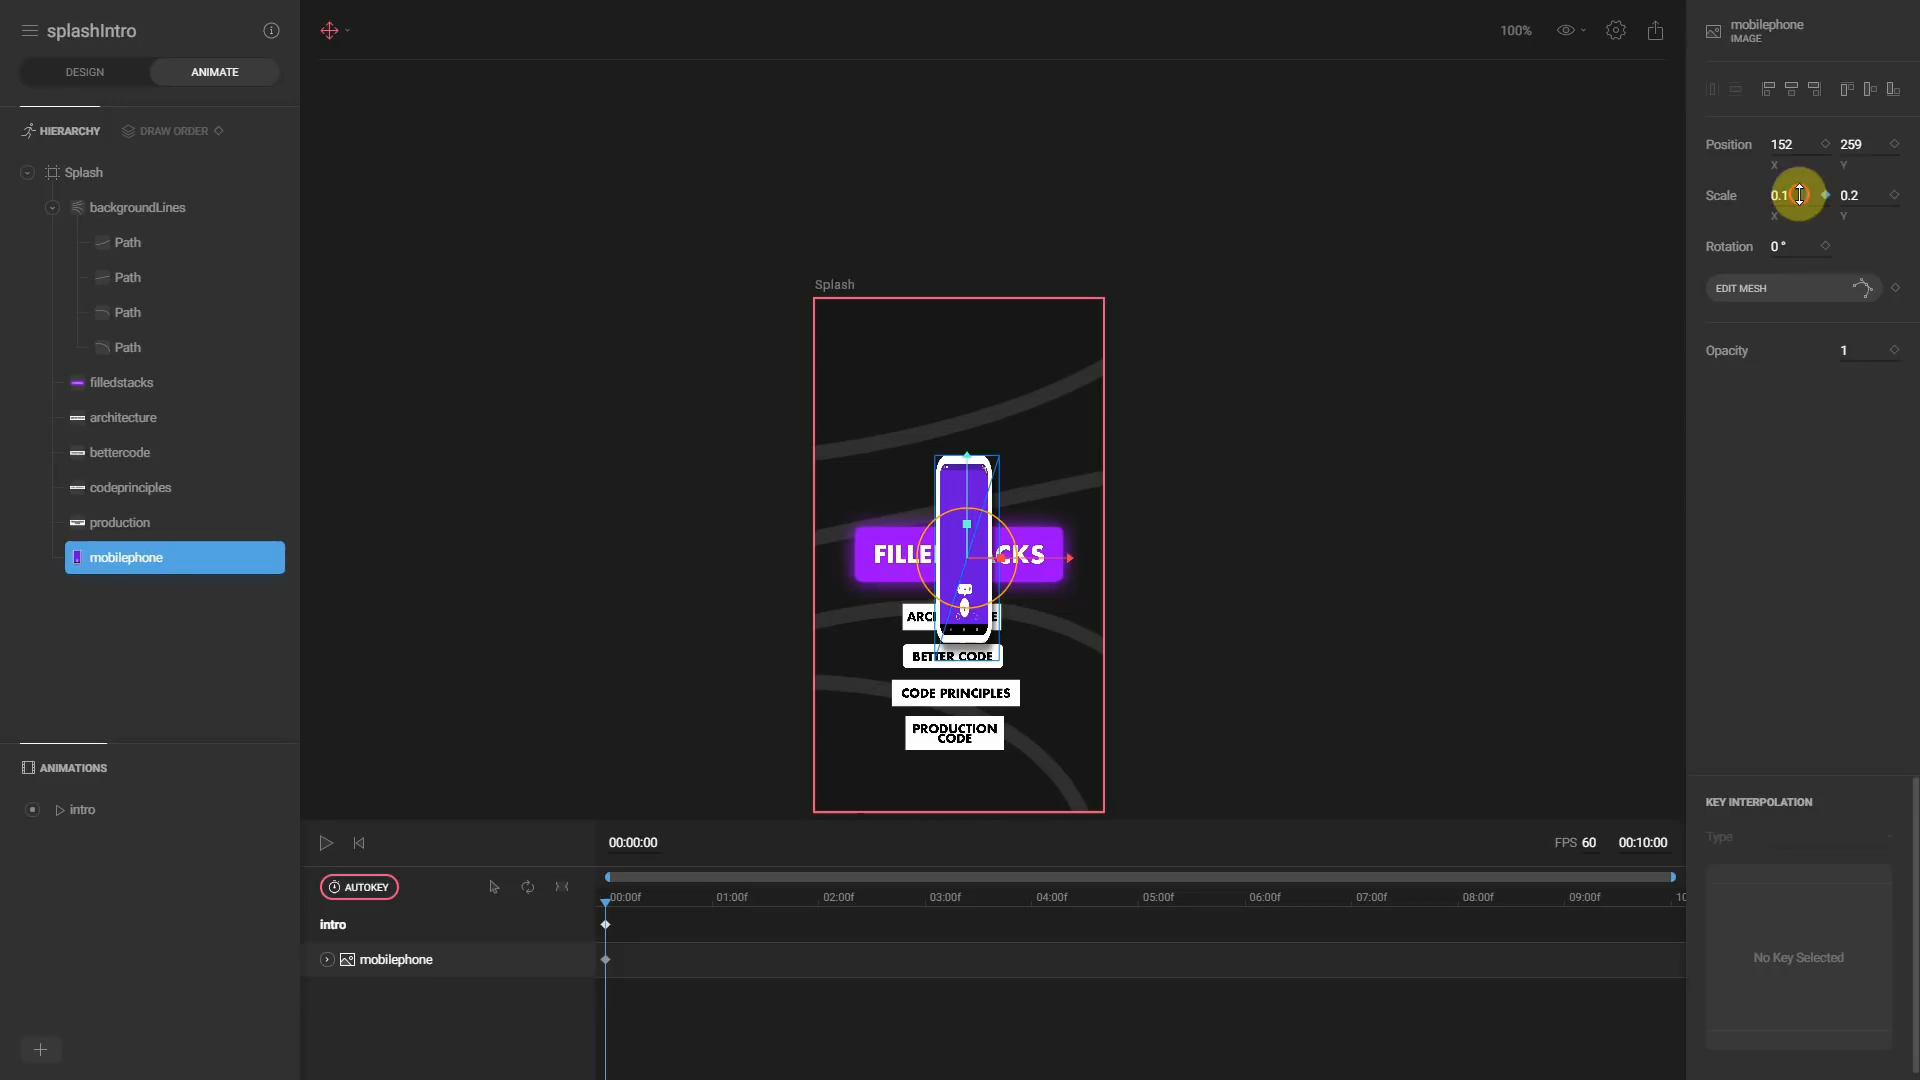 splashIntro
DESIGN
ANIMATE
HIERARCHY
DRAW ORDER
Splash
backgroundLines
Path
Path
Path
Path
filledstacks
architecture
bettercode
codeprinciples
production
mobilephone
ANIMATIONS
intro
100%
Splash
FILLE
CKS
ARC
E
BETTER CODE
CODE PRINCIPLES
PRODUCTION
CODE
00:00:00
FPS 60
00:10:00
AUTOKEY
00:00f
01:00f
02:00f
03:00f
04:00f
05:00f
06:00f
07:00f
08:00f
09:00f
10
intro
mobilephone
mobilephone
IMAGE
Position 152 259
X Y
Scale 0.1 0.2
X Y
Rotation 0°
EDIT MESH
Opacity 1
KEY INTERPOLATION
Type
No Key Selected